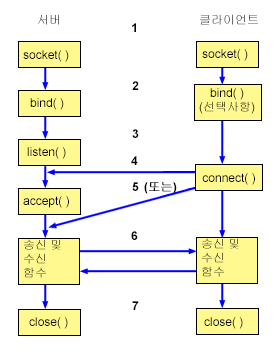 서버
클라이언트
1
socket( )
socket( )
2
bind( )
bind( )
(선택사항)
3
listen( )
4
connect( )
5 (또는)
accept( )
6
송신 및
수신
함수
송신 및
수신
함수
7
close( )
close( )